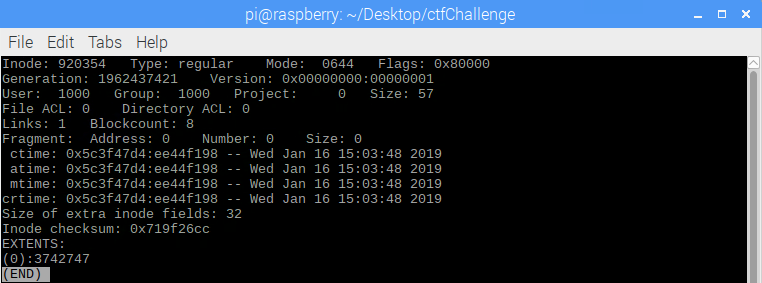 pi@raspberry: ~/Desktop/ctfChallenge
File Edit Tabs Help
Inode: 920354   Type: regular    Mode:  0644   Flags: 0x80000
Generation: 1962437421    Version: 0x00000000:00000001
User:  1000   Group:  1000   Project:     0   Size: 57
File ACL: 0    Directory ACL: 0
Links: 1   Blockcount: 8
Fragment:  Address: 0    Number: 0    Size: 0
 ctime: 0x5c3f47d4:ee44f198 -- Wed Jan 16 15:03:48 2019
 atime: 0x5c3f47d4:ee44f198 -- Wed Jan 16 15:03:48 2019
 mtime: 0x5c3f47d4:ee44f198 -- Wed Jan 16 15:03:48 2019
crtime: 0x5c3f47d4:ee44f198 -- Wed Jan 16 15:03:48 2019
Size of extra inode fields: 32
Inode checksum: 0x719f26cc
EXTENTS:
(0):3742747
(END)